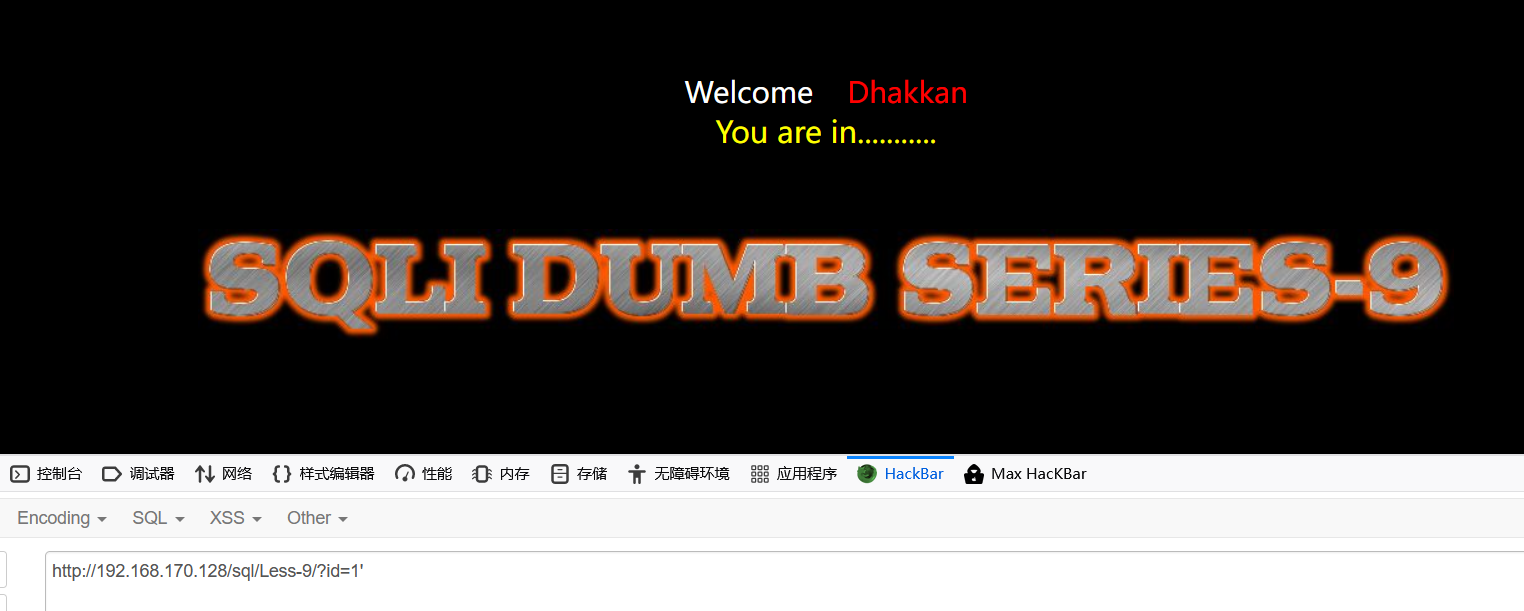 Welcome Dhakkan
You are in...........
SQLI DUMB SERIES-9
控制台 调试器 网络 样式编辑器 性能 内存 存储 无障碍环境 应用程序 HackBar Max HacKBar
Encoding SQL XSS Other
http://192.168.170.128/sql/Less-9/?id=1'